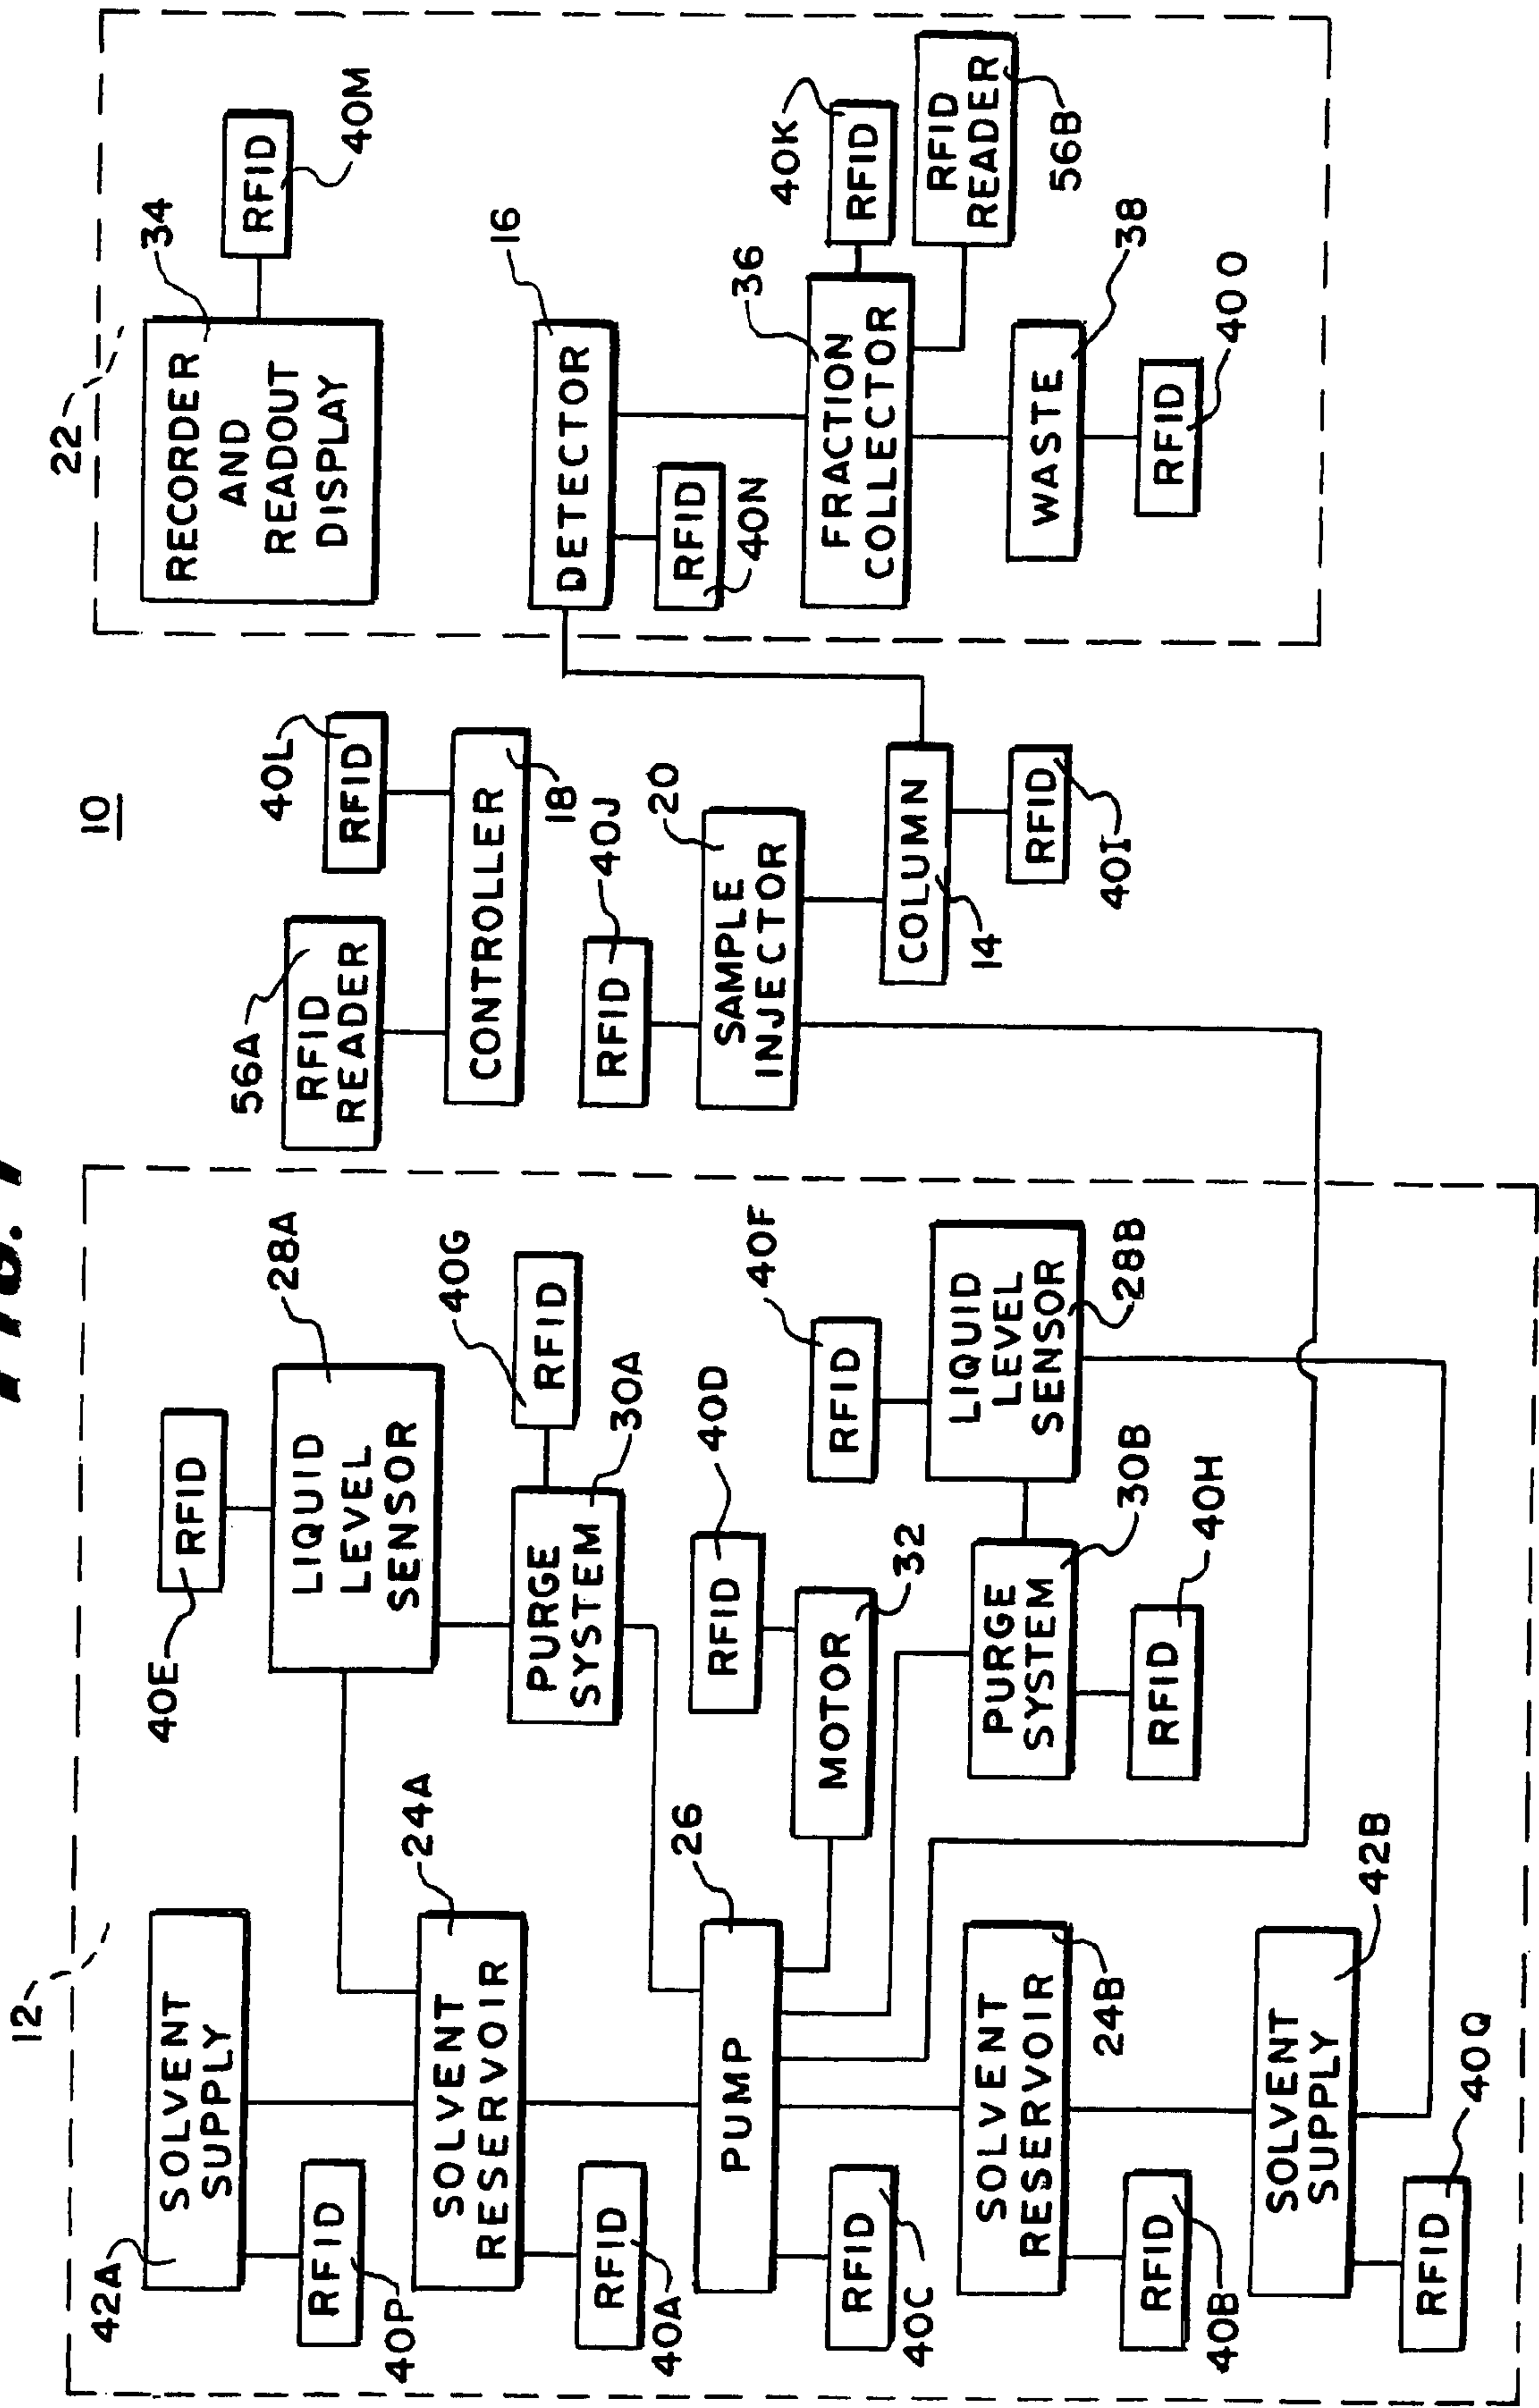 FIG. 1
10
12
42A
SOLVENT
SUPPLY
RFID
40P
24A
SOLVENT
RESERVOIR
RFID
40A
26
PUMP
RFID
40C
SOLVENT
RESERVOIR
24B
RFID
40B
SOLVENT
SUPPLY
42B
RFID
40Q
40E
RFID
28A
LIQUID
LEVEL
SENSOR
40G
RFID
PURGE
SYSTEM
30A
RFID
40D
MOTOR
32
40F
RFID
LIQUID
LEVEL
SENSOR
28B
PURGE
SYSTEM
30B
RFID
40H
56A
RFID
READER
40L
RFID
CONTROLLER
18
RFID
40J
20
SAMPLE
INJECTOR
COLUMN
14
RFID
40I
22
RECORDER
AND
READOUT
DISPLAY
34
RFID
40M
16
DETECTOR
RFID
40N
36
FRACTION
COLLECTOR
40K
RFID
RFID
READER
56B
WASTE
38
RFID
40O